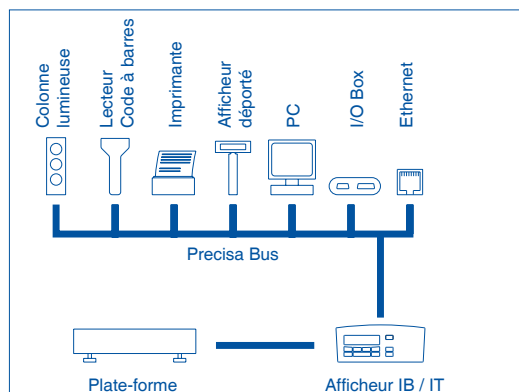 Colonne
lumineuse
Lecteur
Code à barres
Imprimante
Afficheur
déporté
PC
I/O Box
Ethernet
Precisa Bus
Plate-forme
Afficheur IB / IT